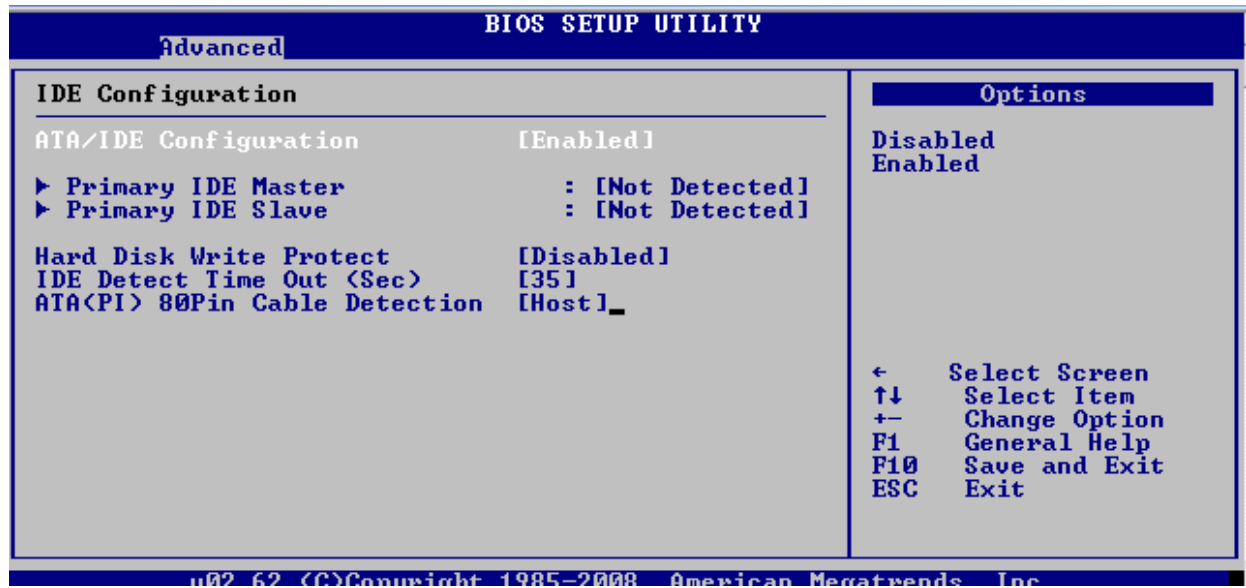 BIOS SETUP UTILITY
Advanced
IDE Configuration
ATA/IDE Configuration [Enabled]
► Primary IDE Master : [Not Detected]
► Primary IDE Slave : [Not Detected]
Hard Disk Write Protect [Disabled]
IDE Detect Time Out (Sec) [35]
ATA(PI) 80Pin Cable Detection [Host]
Options
Disabled
Enabled
← Select Screen
↑↓ Select Item
+- Change Option
F1 General Help
F10 Save and Exit
ESC Exit
v02.62 (C)Copyright 1985-2008, American Megatrends, Inc.